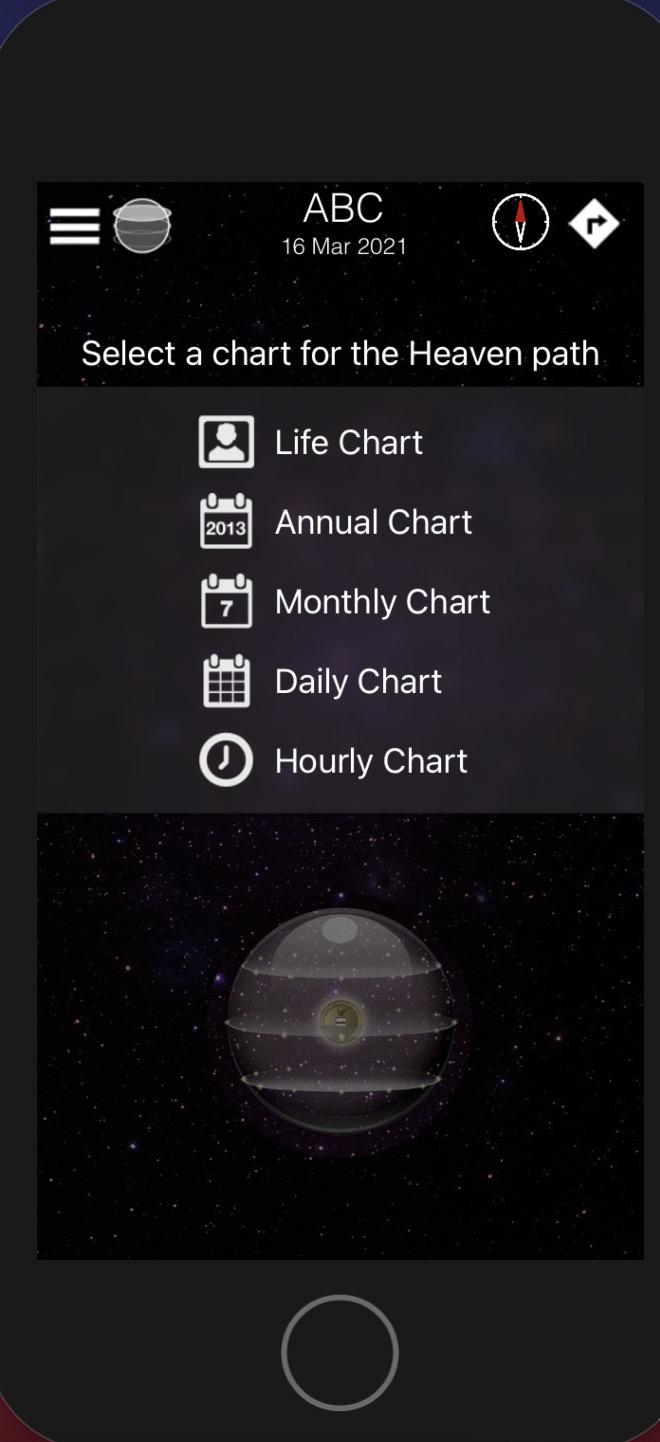 ABC
16 Mar 2021
Select a chart for the Heaven path
Life Chart
2013
Annual Chart
7
Monthly Chart
Daily Chart
Hourly Chart